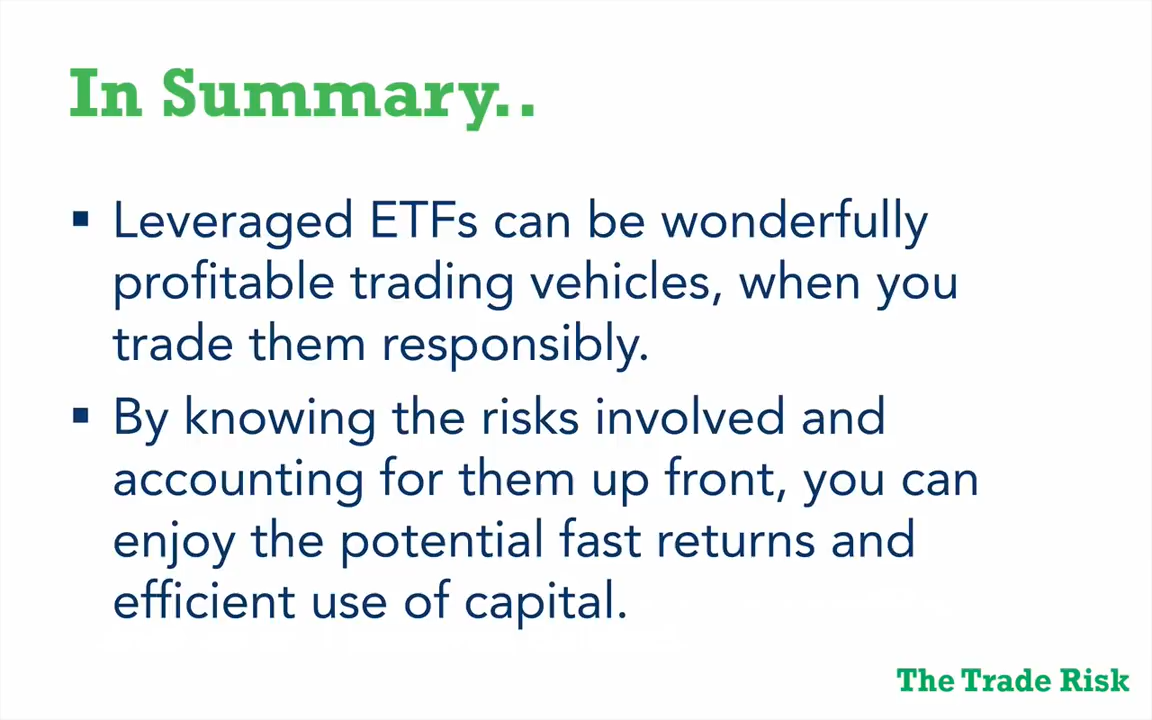 In Summary..
▪ Leveraged ETFs can be wonderfully
profitable trading vehicles, when you
trade them responsibly.
▪ By knowing the risks involved and
accounting for them up front, you can
enjoy the potential fast returns and
efficient use of capital.
The Trade Risk